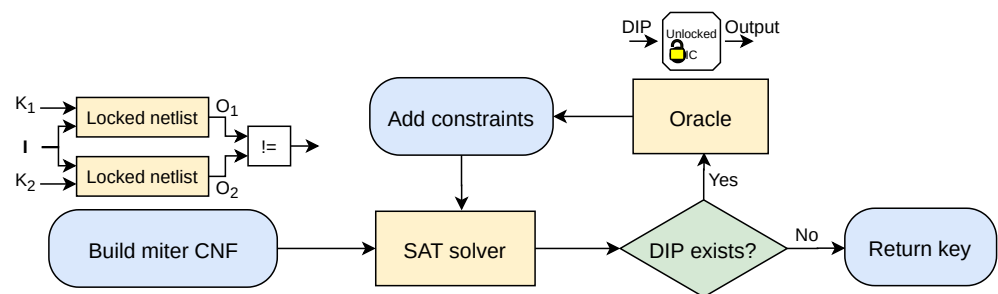 DIP
Output
Unlocked
IC
K1
O1
Locked netlist
Add constraints
Oracle
I
!=
Locked netlist
K2
O2
Yes
Build miter CNF
SAT solver
DIP exists?
No
Return key